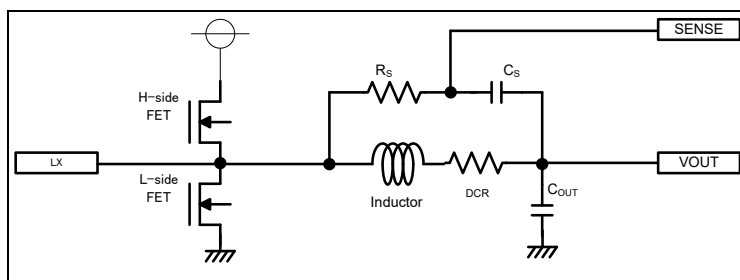 SENSE
RS
CS
H-side
FET
LX
VOUT
L-side
FET
Inductor
DCR
COUT